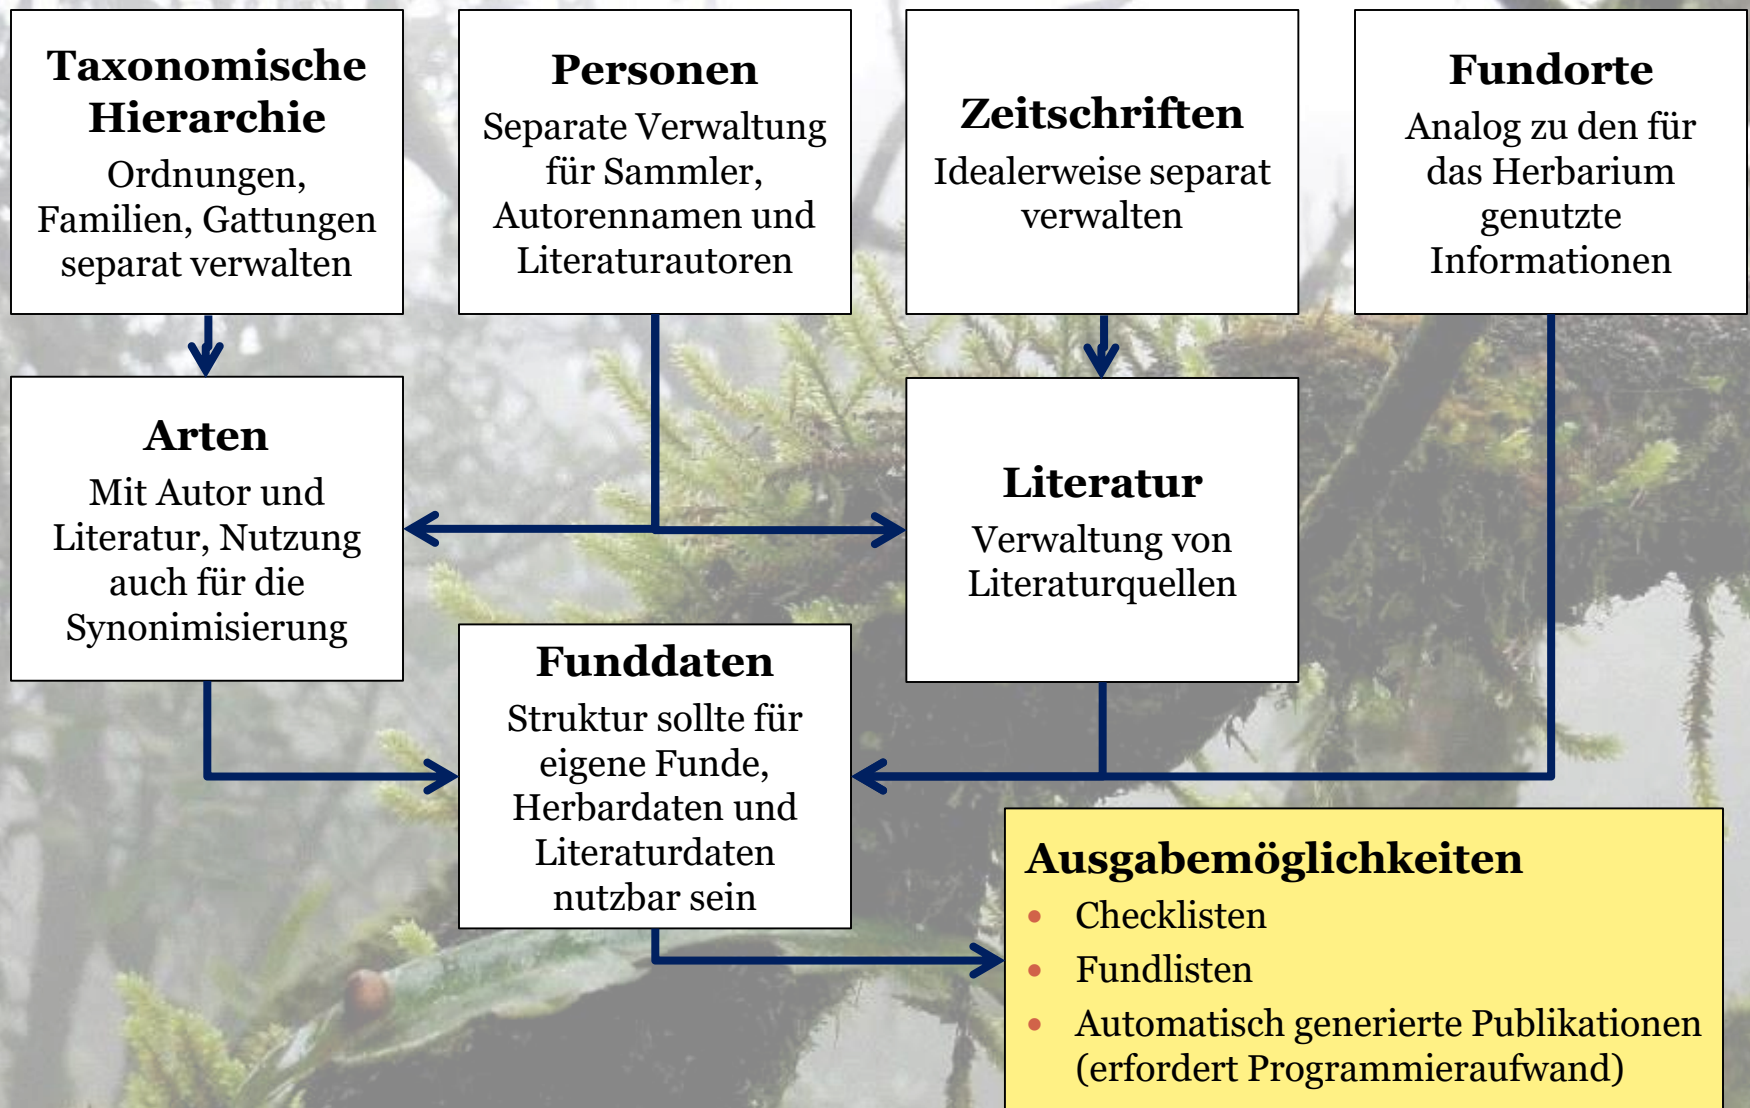 Taxonomische
Hierarchie
Ordnungen,
Familien, Gattungen
separat verwalten
Personen
Separate Verwaltung
für Sammler,
Autorennamen und
Literaturautoren
Zeitschriften
Idealerweise separat
verwalten
Fundorte
Analog zu den für
das Herbarium
genutzte
Informationen
Arten
Mit Autor und
Literatur, Nutzung
auch für die
Synonimisierung
Literatur
Verwaltung von
Literaturquellen
Funddaten
Struktur sollte für
eigene Funde,
Herbardaten und
Literaturdaten
nutzbar sein
Ausgabemöglichkeiten
• Checklisten
• Fundlisten
• Automatisch generierte Publikationen
(erfordert Programmieraufwand)